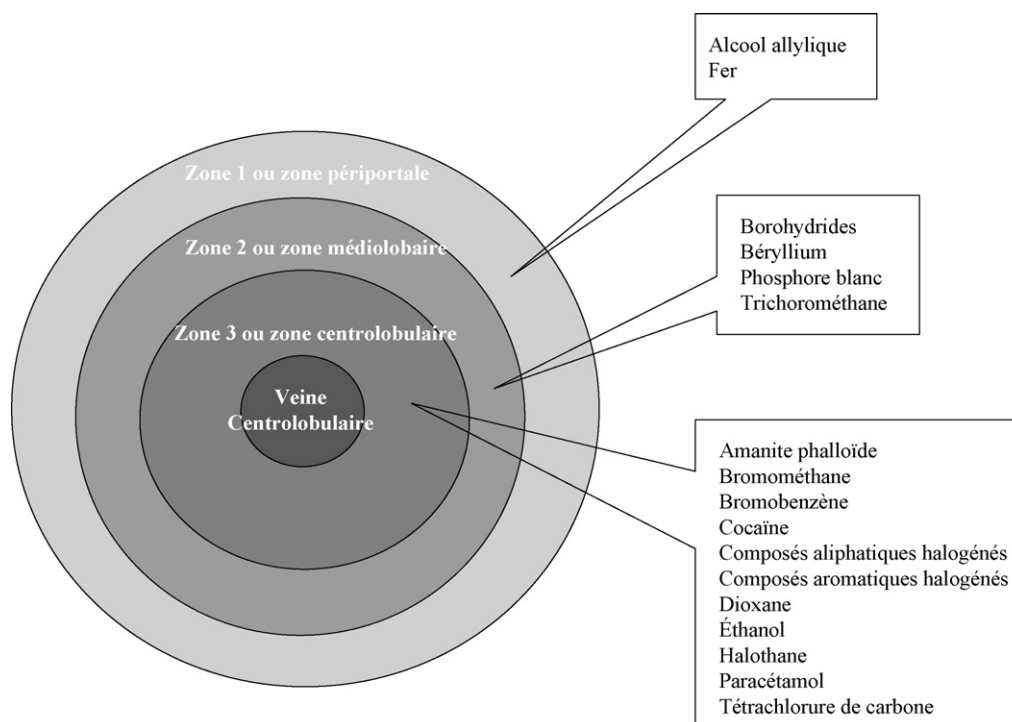 Alcool allylique
Fer
Zone 1 ou zone périportale
Zone 2 ou zone médiolobaire
Borohydrides
Béryllium
Phosphore blanc
Trichorométhane
Zone 3 ou zone centrolobulaire
Veine
Centrolobulaire
Amanite phalloïde
Bromométhane
Bromobenzène
Cocaïne
Composés aliphatiques halogénés
Composés aromatiques halogénés
Dioxane
Éthanol
Halothane
Paracétamol
Tétrachlorure de carbone